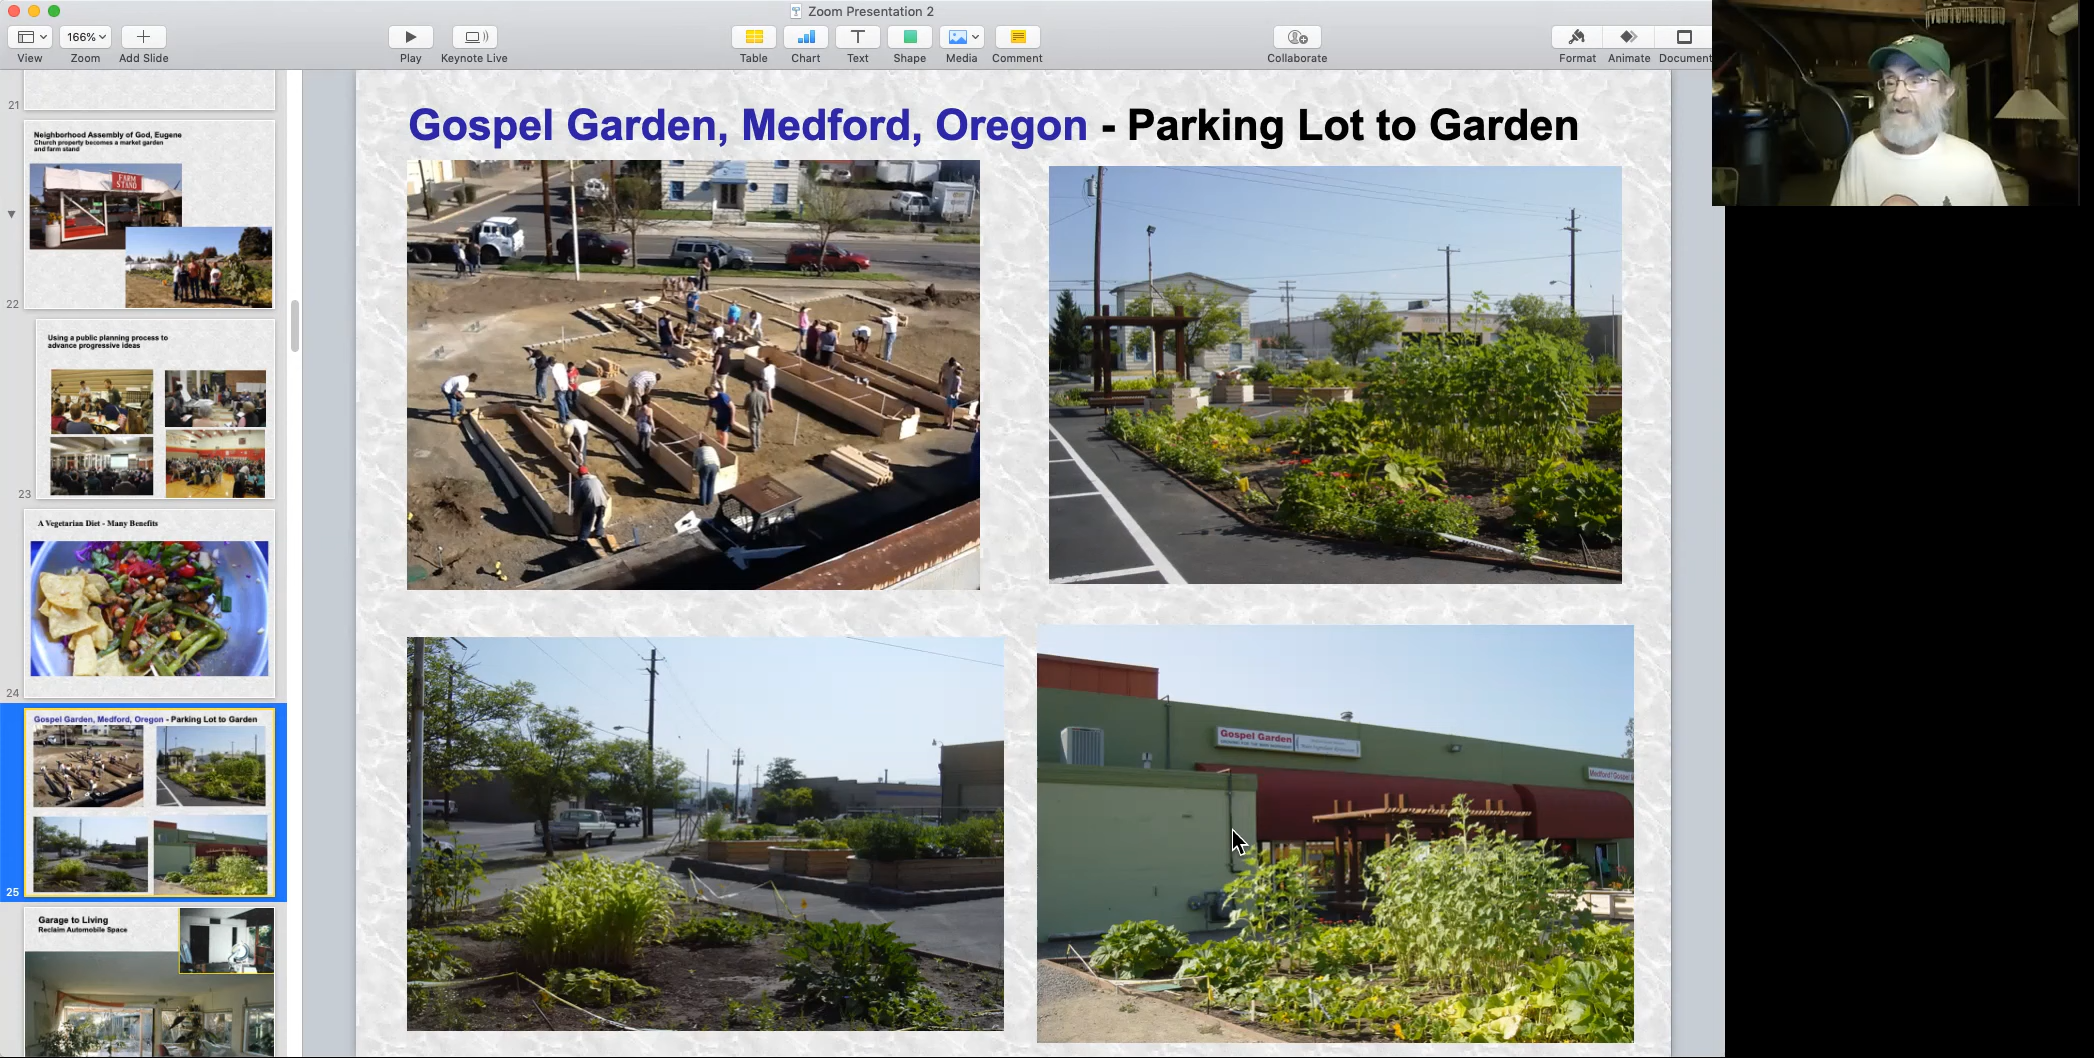 Zoom Presentation 2
166%
View
Zoom
Add Slide
Play
Keynote Live
Table
Chart
Text
Shape
Media
Comment
Collaborate
Format
Animate
Document
21
Neighborhood Assembly of God, Eugene
Church property becomes a market garden
and farm stand
FARM
STAND
22
Using a public planning process to
advance progressive ideas
23
A Vegetarian Diet - Many Benefits
24
Gospel Garden, Medford, Oregon - Parking Lot to Garden
25
Garage to Living
Reclaim Automobile Space
Gospel Garden, Medford, Oregon - Parking Lot to Garden
Gospel Garden